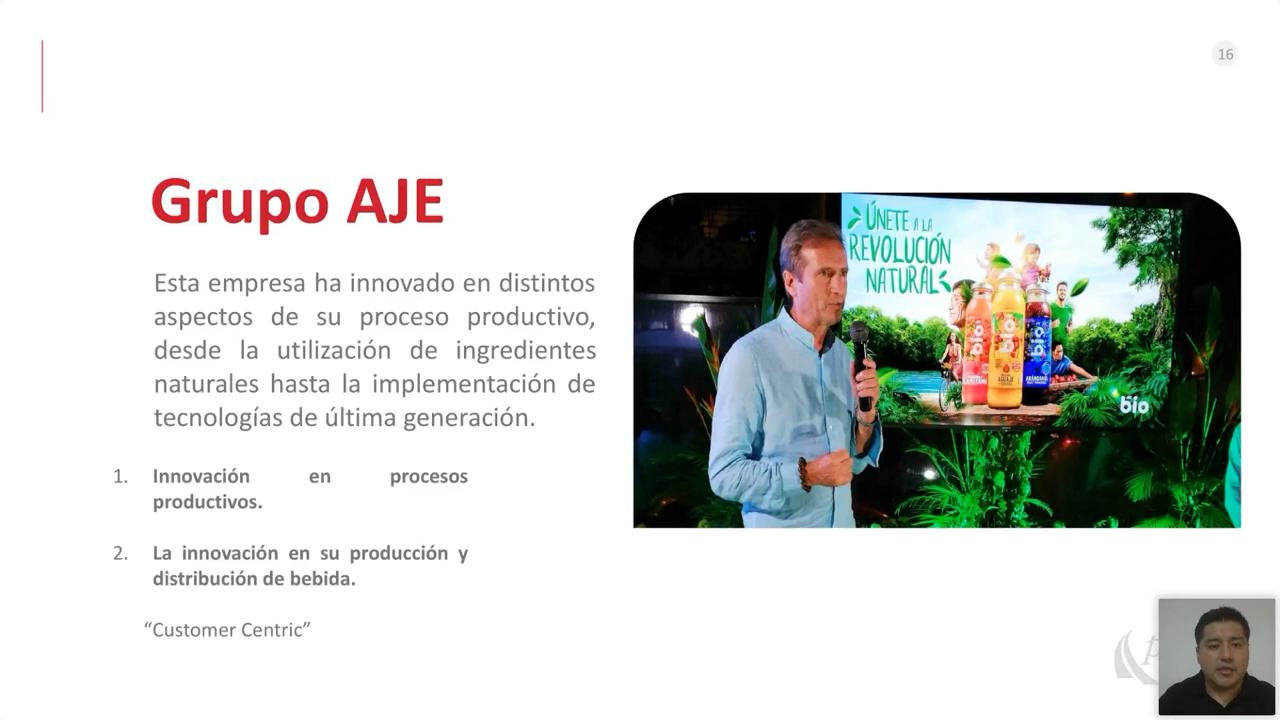 16
Grupo AJE
Esta empresa ha innovado en distintos
aspectos de su proceso productivo,
desde la utilización de ingredientes
naturales hasta la implementación de
tecnologías de última generación.
1. Innovación en procesos
productivos.
2. La innovación en su producción y
distribución de bebida.
“Customer Centric”
ÚNETE A LA
REVOLUCIÓN
NATURAL
bio